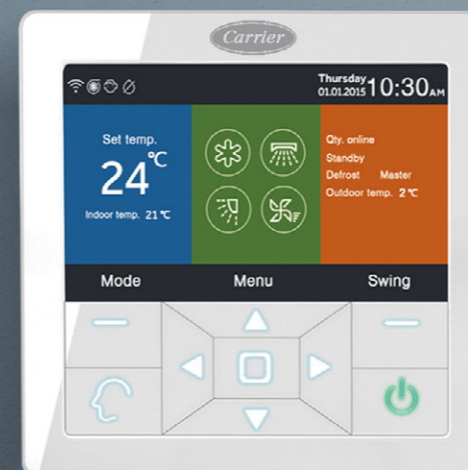 Carrier
Thursday
01.01.2015 10:30AM
Set temp.
24℃
Indoor temp. 21℃
Qty. online
Standby
Defrost Master
Outdoor temp. 2℃
Mode Menu Swing